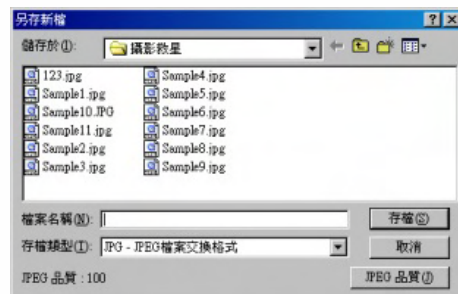 另存新檔
儲存於(I): 攝影救星
123.jpg
Sample1.jpg
Sample10.JPG
Sample11.jpg
Sample2.jpg
Sample3.jpg
Sample4.jpg
Sample5.jpg
Sample6.jpg
Sample7.jpg
Sample8.jpg
Sample9.jpg
檔案名稱(N): 存檔(S)
存檔類型(T): JPG - JPEG檔案交換格式 取消
JPEG 品質 : 100 JPEG 品質(J)